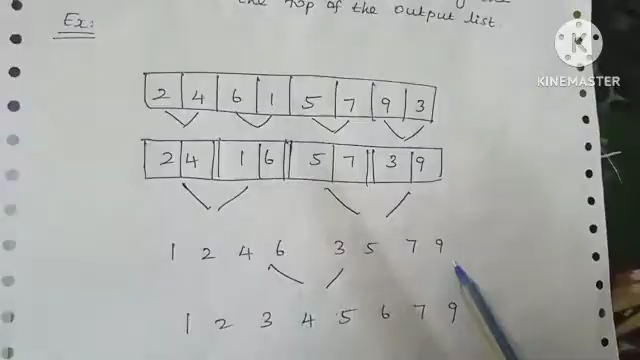 the top of the output list.
Ex:
K
KINEMASTER
2 4 6 1 5 7 9 3
2 4 1 6 5 7 3 9
1 2 4 6 3 5 7 9
1 2 3 4 5 6 7 9